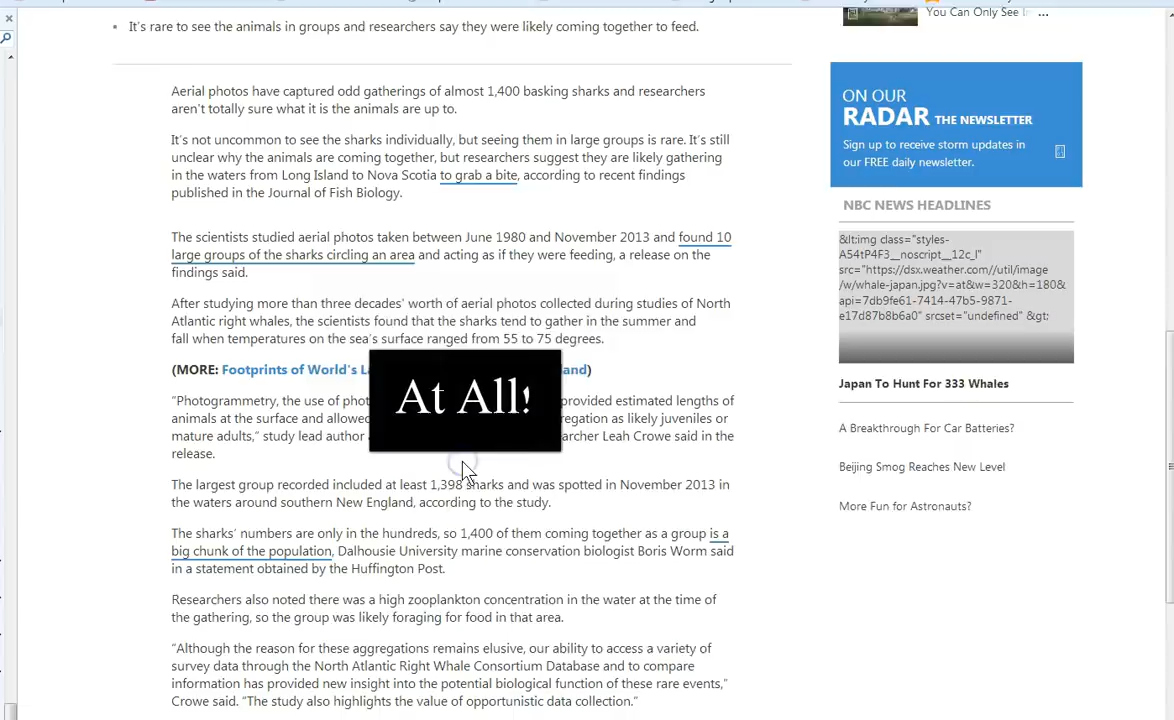 It's rare to see the animals in groups and researchers say they were likely coming together to feed.
Aerial photos have captured odd gatherings of almost 1,400 basking sharks and researchers
aren't totally sure what it is the animals are up to.
It's not uncommon to see the sharks individually, but seeing them in large groups is rare. It's still
unclear why the animals are coming together, but researchers suggest they are likely gathering
in the waters from Long Island to Nova Scotia to grab a bite, according to recent findings
published in the Journal of Fish Biology.
The scientists studied aerial photos taken between June 1980 and November 2013 and found 10
large groups of the sharks circling an area and acting as if they were feeding, a release on the
findings said.
After studying more than three decades' worth of aerial photos collected during studies of North
Atlantic right whales, the scientists found that the sharks tend to gather in the summer and
fall when temperatures on the sea's surface ranged from 55 to 75 degrees.
(MORE: Footprints of World's La and)
At All!
"Photogrammetry, the use of phot provided estimated lengths of
animals at the surface and allowed regation as likely juveniles or
mature adults," study lead author archer Leah Crowe said in the
release.
The largest group recorded included at least 1,398 sharks and was spotted in November 2013 in
the waters around southern New England, according to the study.
The sharks' numbers are only in the hundreds, so 1,400 of them coming together as a group is a
big chunk of the population, Dalhousie University marine conservation biologist Boris Worm said
in a statement obtained by the Huffington Post.
Researchers also noted there was a high zooplankton concentration in the water at the time of
the gathering, so the group was likely foraging for food in that area.
"Although the reason for these aggregations remains elusive, our ability to access a variety of
survey data through the North Atlantic Right Whale Consortium Database and to compare
information has provided new insight into the potential biological function of these rare events,"
Crowe said. "The study also highlights the value of opportunistic data collection."
You Can Only See In ...
ON OUR
RADAR THE NEWSLETTER
Sign up to receive storm updates in
our FREE daily newsletter.
NBC NEWS HEADLINES
&lt;img class="styles-
A54tP4F3__noscript__12c_l"
src="https://dsx.weather.com//util/image
/w/whale-japan.jpg?v=at&w=320&h=180&
api=7db9fe61-7414-47b5-9871-
e17d87b8b6a0" srcset="undefined" &gt;
Japan To Hunt For 333 Whales
A Breakthrough For Car Batteries?
Beijing Smog Reaches New Level
More Fun for Astronauts?